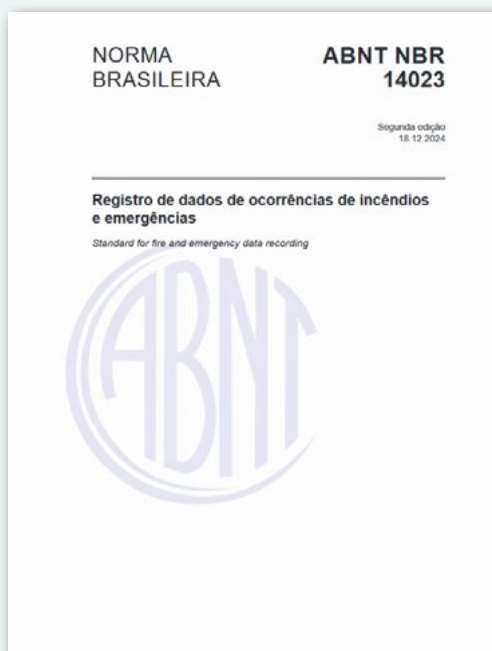 NORMA
BRASILEIRA
ABNT NBR
14023
Segunda edição
18.12.2024
Registro de dados de ocorrências de incêndios
e emergências
Standard for fire and emergency data recording
ABNT